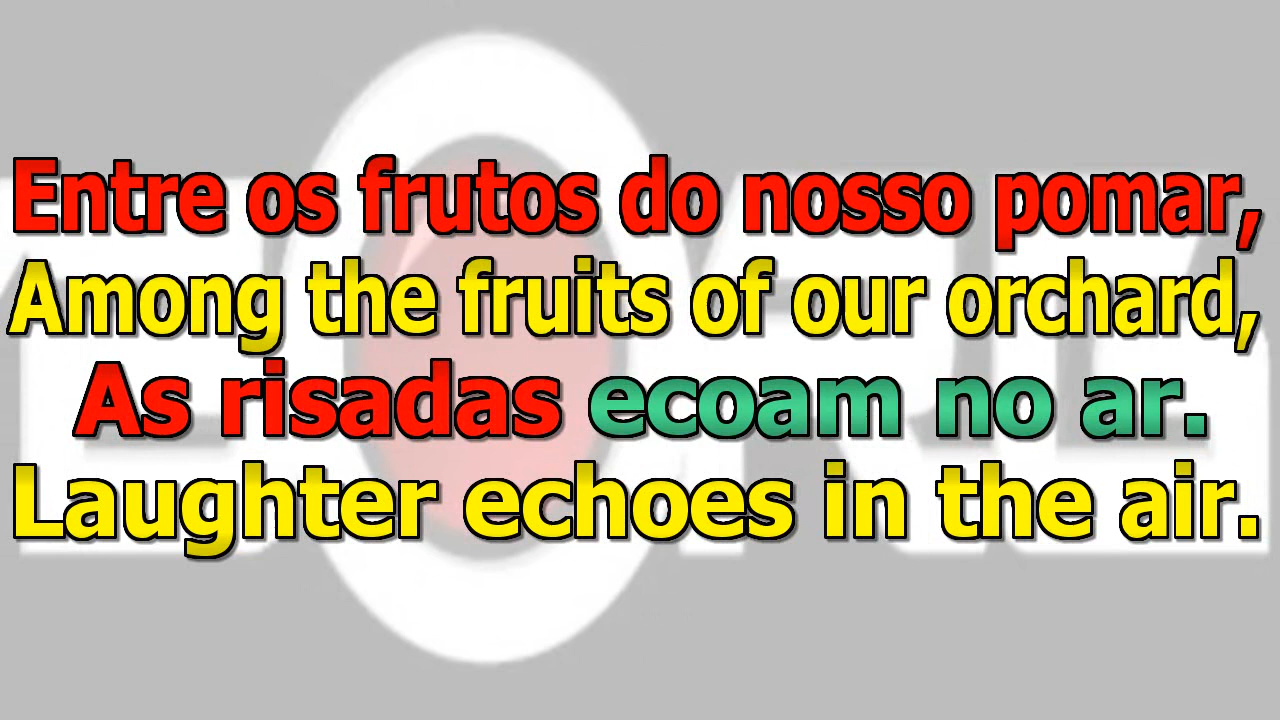 Entre os frutos do nosso pomar,
Among the fruits of our orchard,
As risadas ecoam no ar.
Laughter echoes in the air.